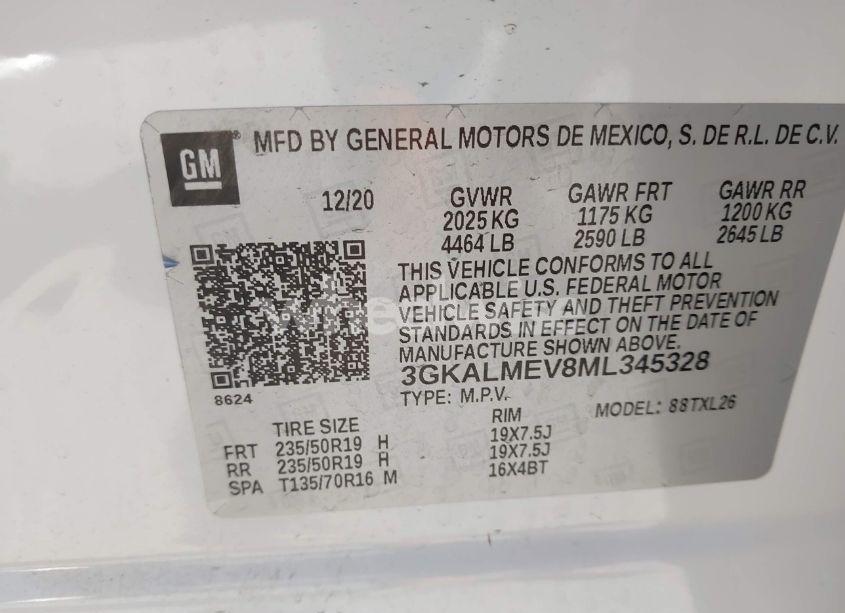 GM
MFD BY GENERAL MOTORS DE MEXICO, S. DE R.L. DE C.V.
12/20 GVWR GAWR FRT GAWR RR
2025 KG 1175 KG 1200 KG
4464 LB 2590 LB 2645 LB
THIS VEHICLE CONFORMS TO ALL
APPLICABLE U.S. FEDERAL MOTOR
VEHICLE SAFETY AND THEFT PREVENTION
STANDARDS IN EFFECT ON THE DATE OF
MANUFACTURE SHOWN ABOVE.
3GKALMEV8ML345328
8624
TYPE: M.P.V. MODEL: 88TXL26
TIRE SIZE RIM
FRT 235/50R19 H 19X7.5J
RR 235/50R19 H 19X7.5J
SPA T135/70R16 M 16X4BT